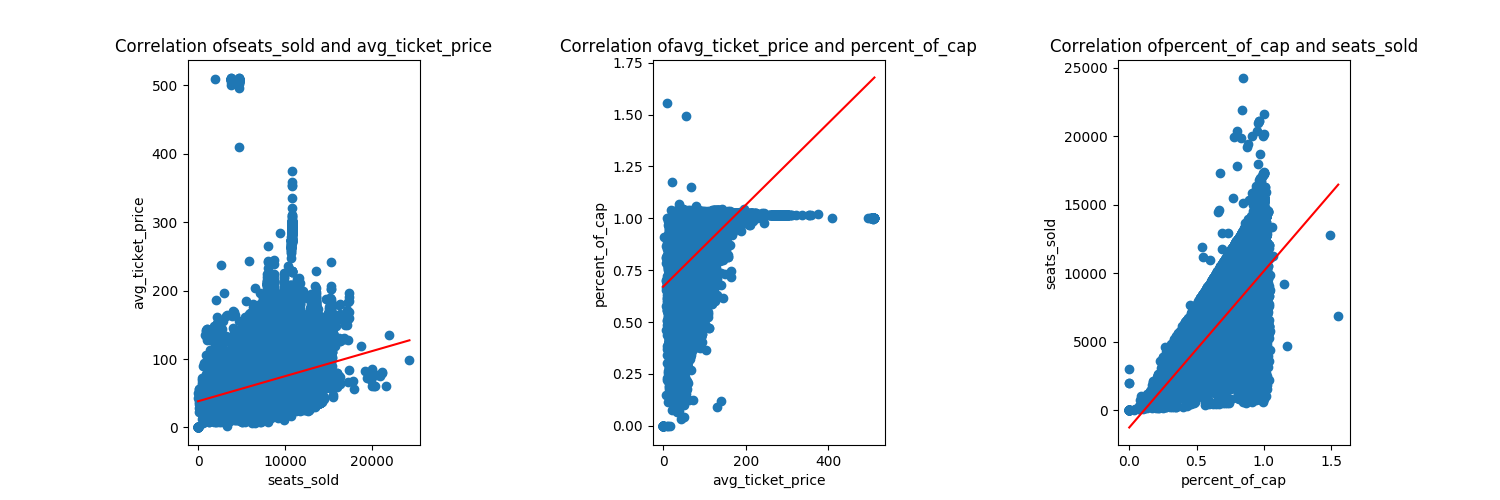 Correlation ofseats_sold and avg_ticket_price
500
400
300
200
100
0
avg_ticket_price
0 10000 20000
seats_sold
Correlation ofavg_ticket_price and percent_of_cap
1.75
1.50
1.25
1.00
0.75
0.50
0.25
0.00
percent_of_cap
0 200 400
avg_ticket_price
Correlation ofpercent_of_cap and seats_sold
25000
20000
15000
10000
5000
0
seats_sold
0.0 0.5 1.0 1.5
percent_of_cap